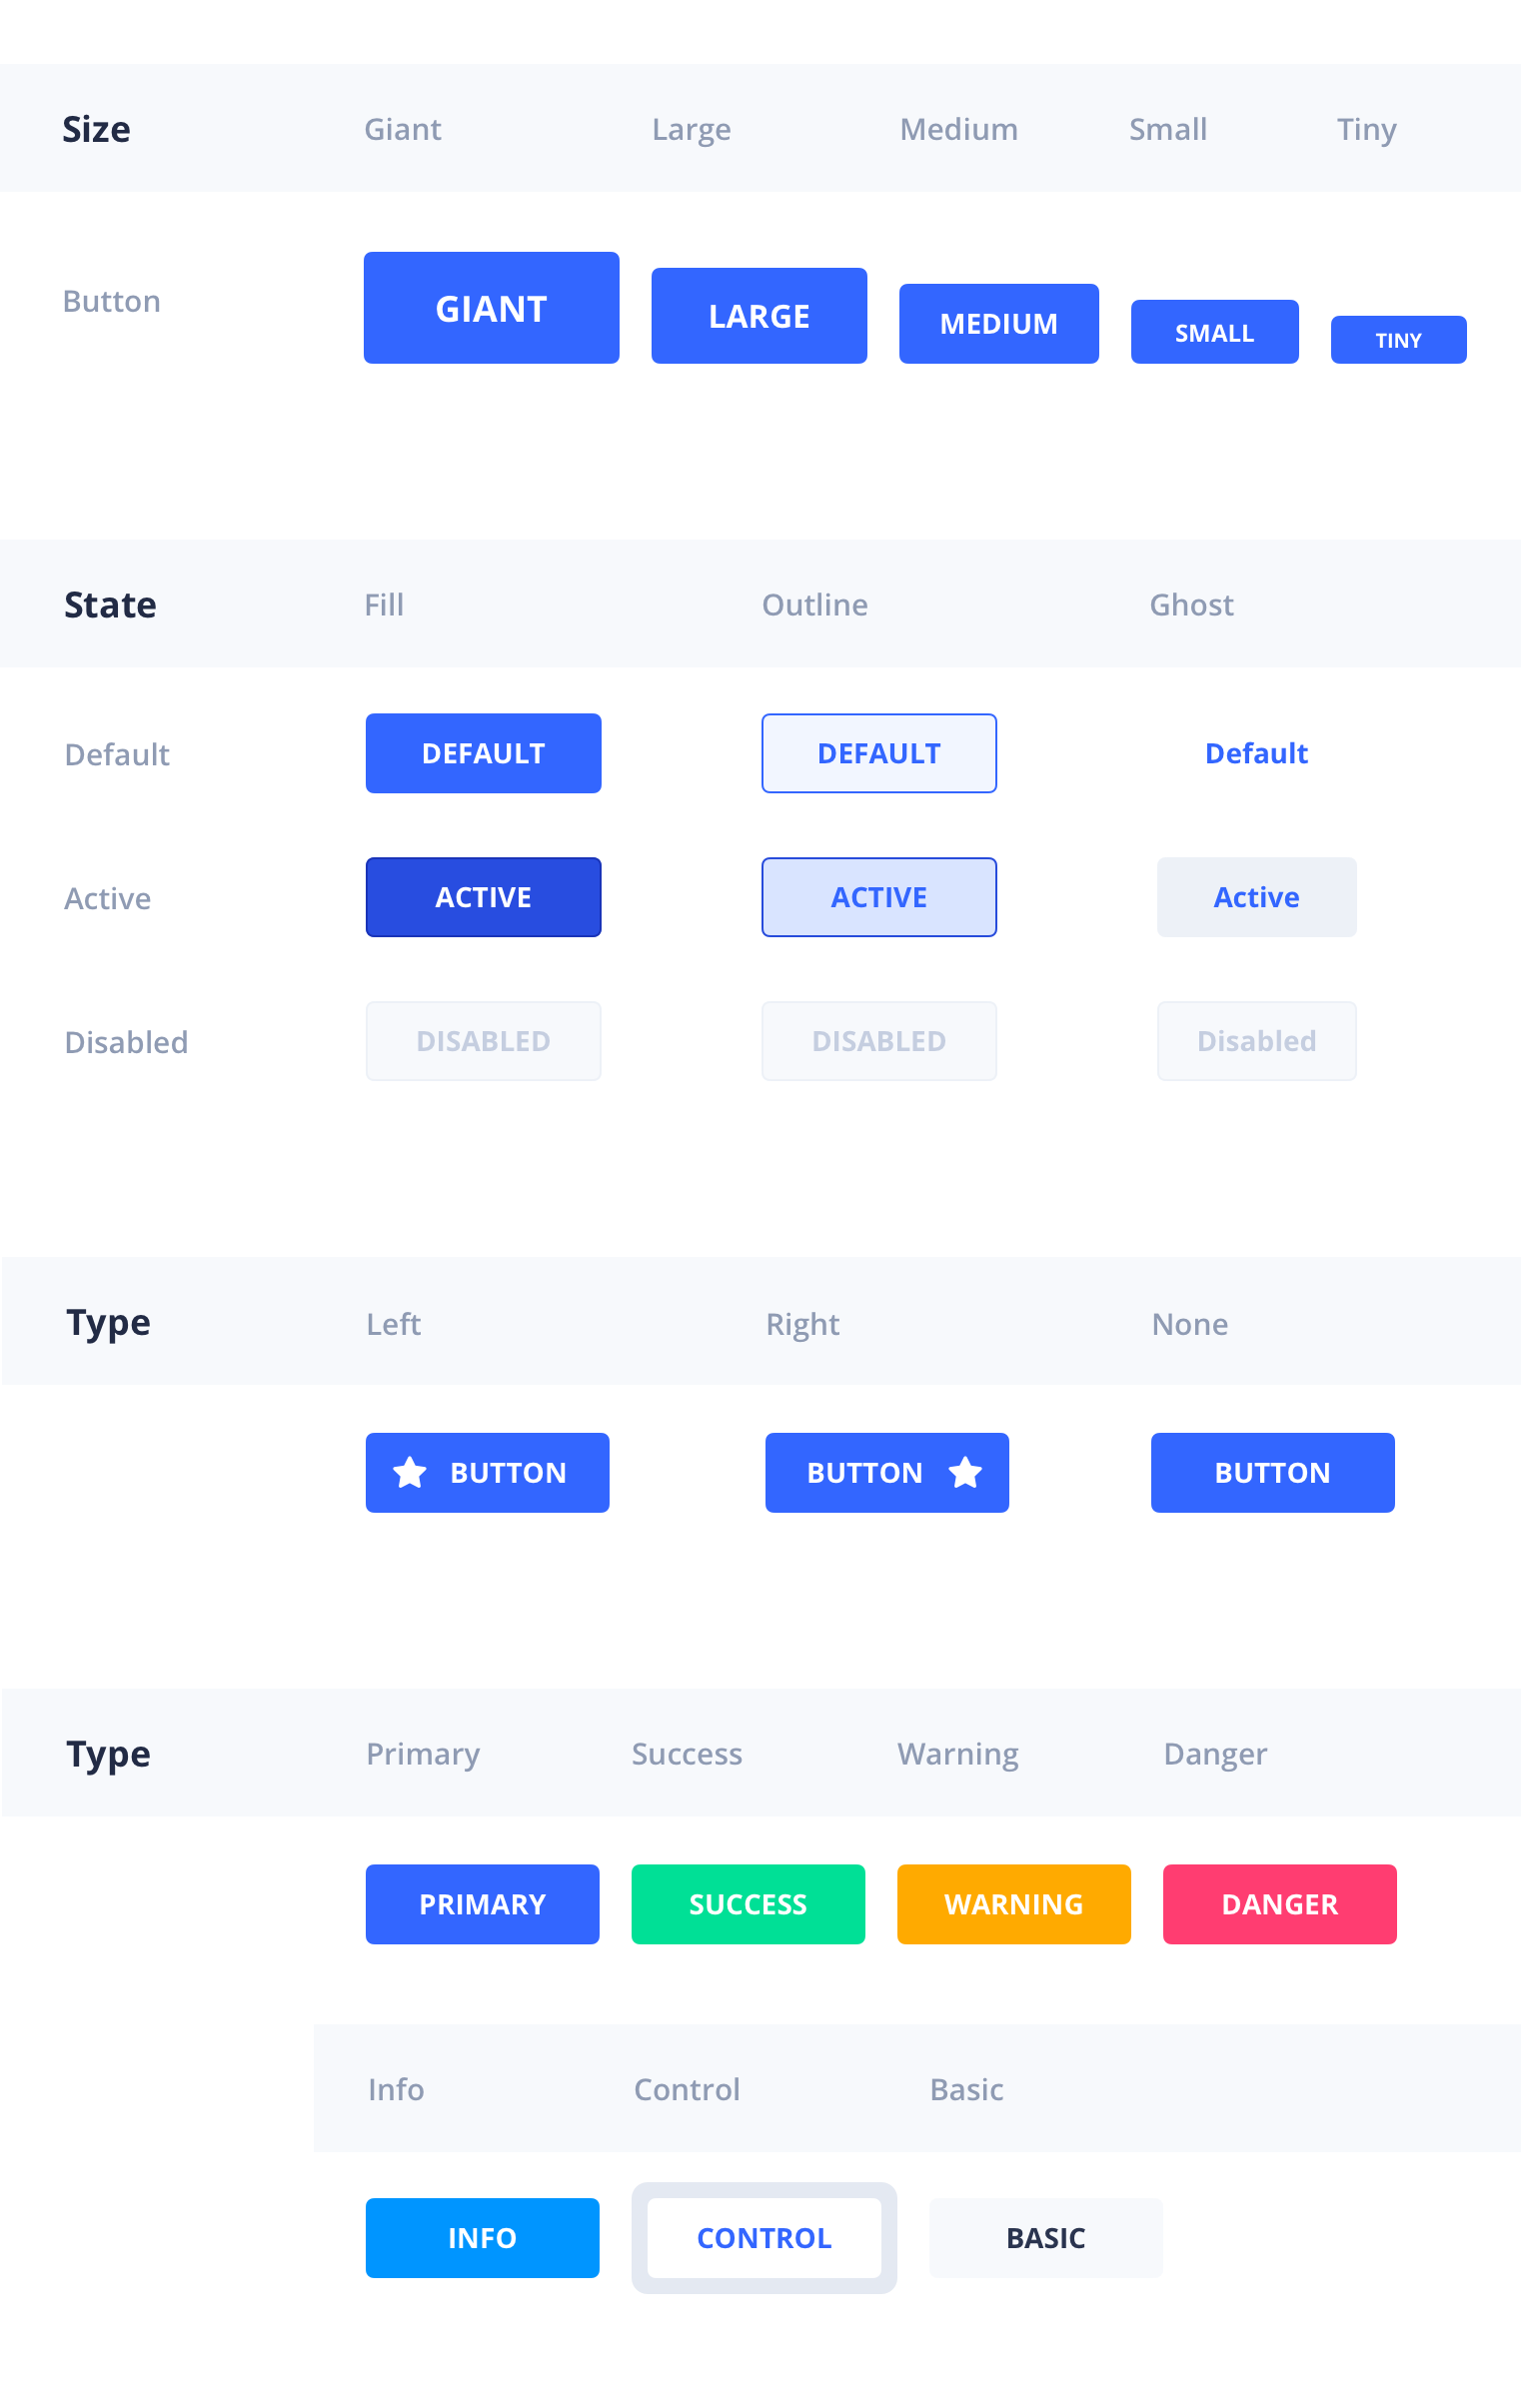 Size Giant Large Medium Small Tiny
Button GIANT LARGE MEDIUM SMALL TINY
State Fill Outline Ghost
Default DEFAULT DEFAULT Default
Active ACTIVE ACTIVE Active
Disabled DISABLED DISABLED Disabled
Type Left Right None
BUTTON BUTTON BUTTON
Type Primary Success Warning Danger
PRIMARY SUCCESS WARNING DANGER
Info Control Basic
INFO CONTROL BASIC